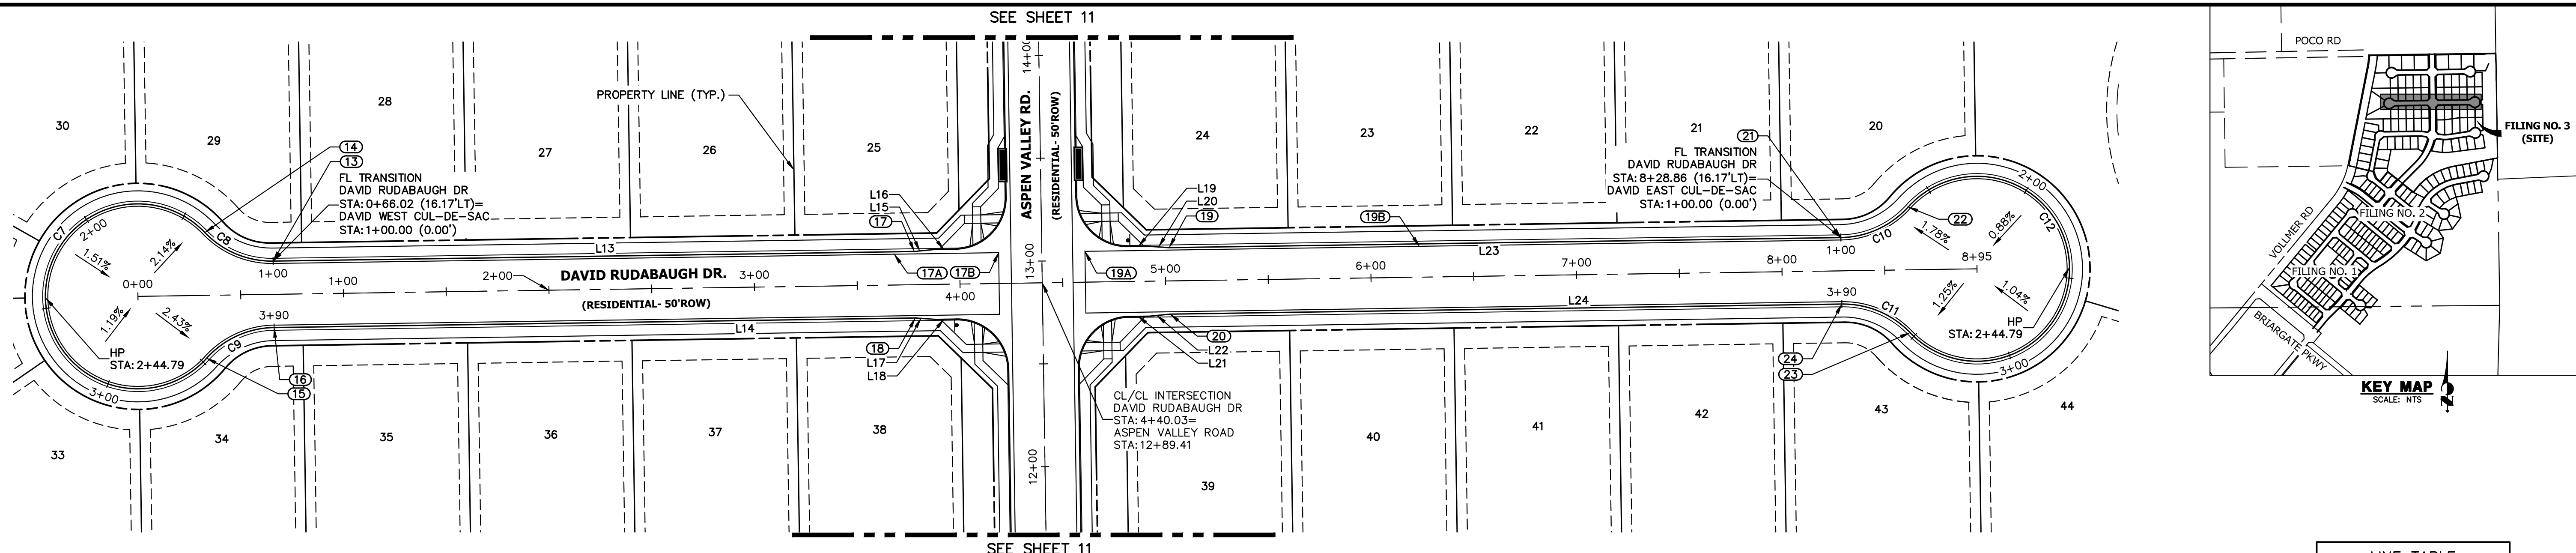 SEE SHEET 11
30
29
28
27
26
25
24
23
22
21
20
PROPERTY LINE (TYP.)
14+00
ASPEN VALLEY RD.
(RESIDENTIAL- 50'ROW)
14
13
FL TRANSITION
DAVID RUDABAUGH DR
STA: 0+66.02 (16.17'LT)=
DAVID WEST CUL-DE-SAC
STA: 1+00.00 (0.00')
L16
L15
17
L19
L20
19
19B
21
FL TRANSITION
DAVID RUDABAUGH DR
STA: 8+28.86 (16.17'LT)=
DAVID EAST CUL-DE-SAC
STA: 1+00.00 (0.00')
22
C7
2+00
C8
1.51%
2.14%
1.19%
2.43%
0+00
1+00
1+00
2+00
L13
DAVID RUDABAUGH DR.
(RESIDENTIAL- 50'ROW)
3+00
17A
17B
4+00
13+00
19A
5+00
6+00
L23
7+00
8+00
1+00
C10
1.78%
0.88%
2+00
C12
8+95
1.25%
1.04%
HP
STA: 2+44.79
3+00
HP
STA: 2+44.79
3+00
C9
3+90
16
15
L14
18
L17
L18
20
L22
L21
L24
3+90
C11
24
23
CL/CL INTERSECTION
DAVID RUDABAUGH DR
STA: 4+40.03=
ASPEN VALLEY ROAD
STA: 12+89.41
12+00
33
34
35
36
37
38
39
40
41
42
43
44
SEE SHEET 11
POCO RD
FILING NO. 3
(SITE)
FILING NO. 2
VOLLMER RD
FILING NO. 1
BRIARGATE PKWY
KEY MAP
SCALE: NTS
N
LINE TABLE